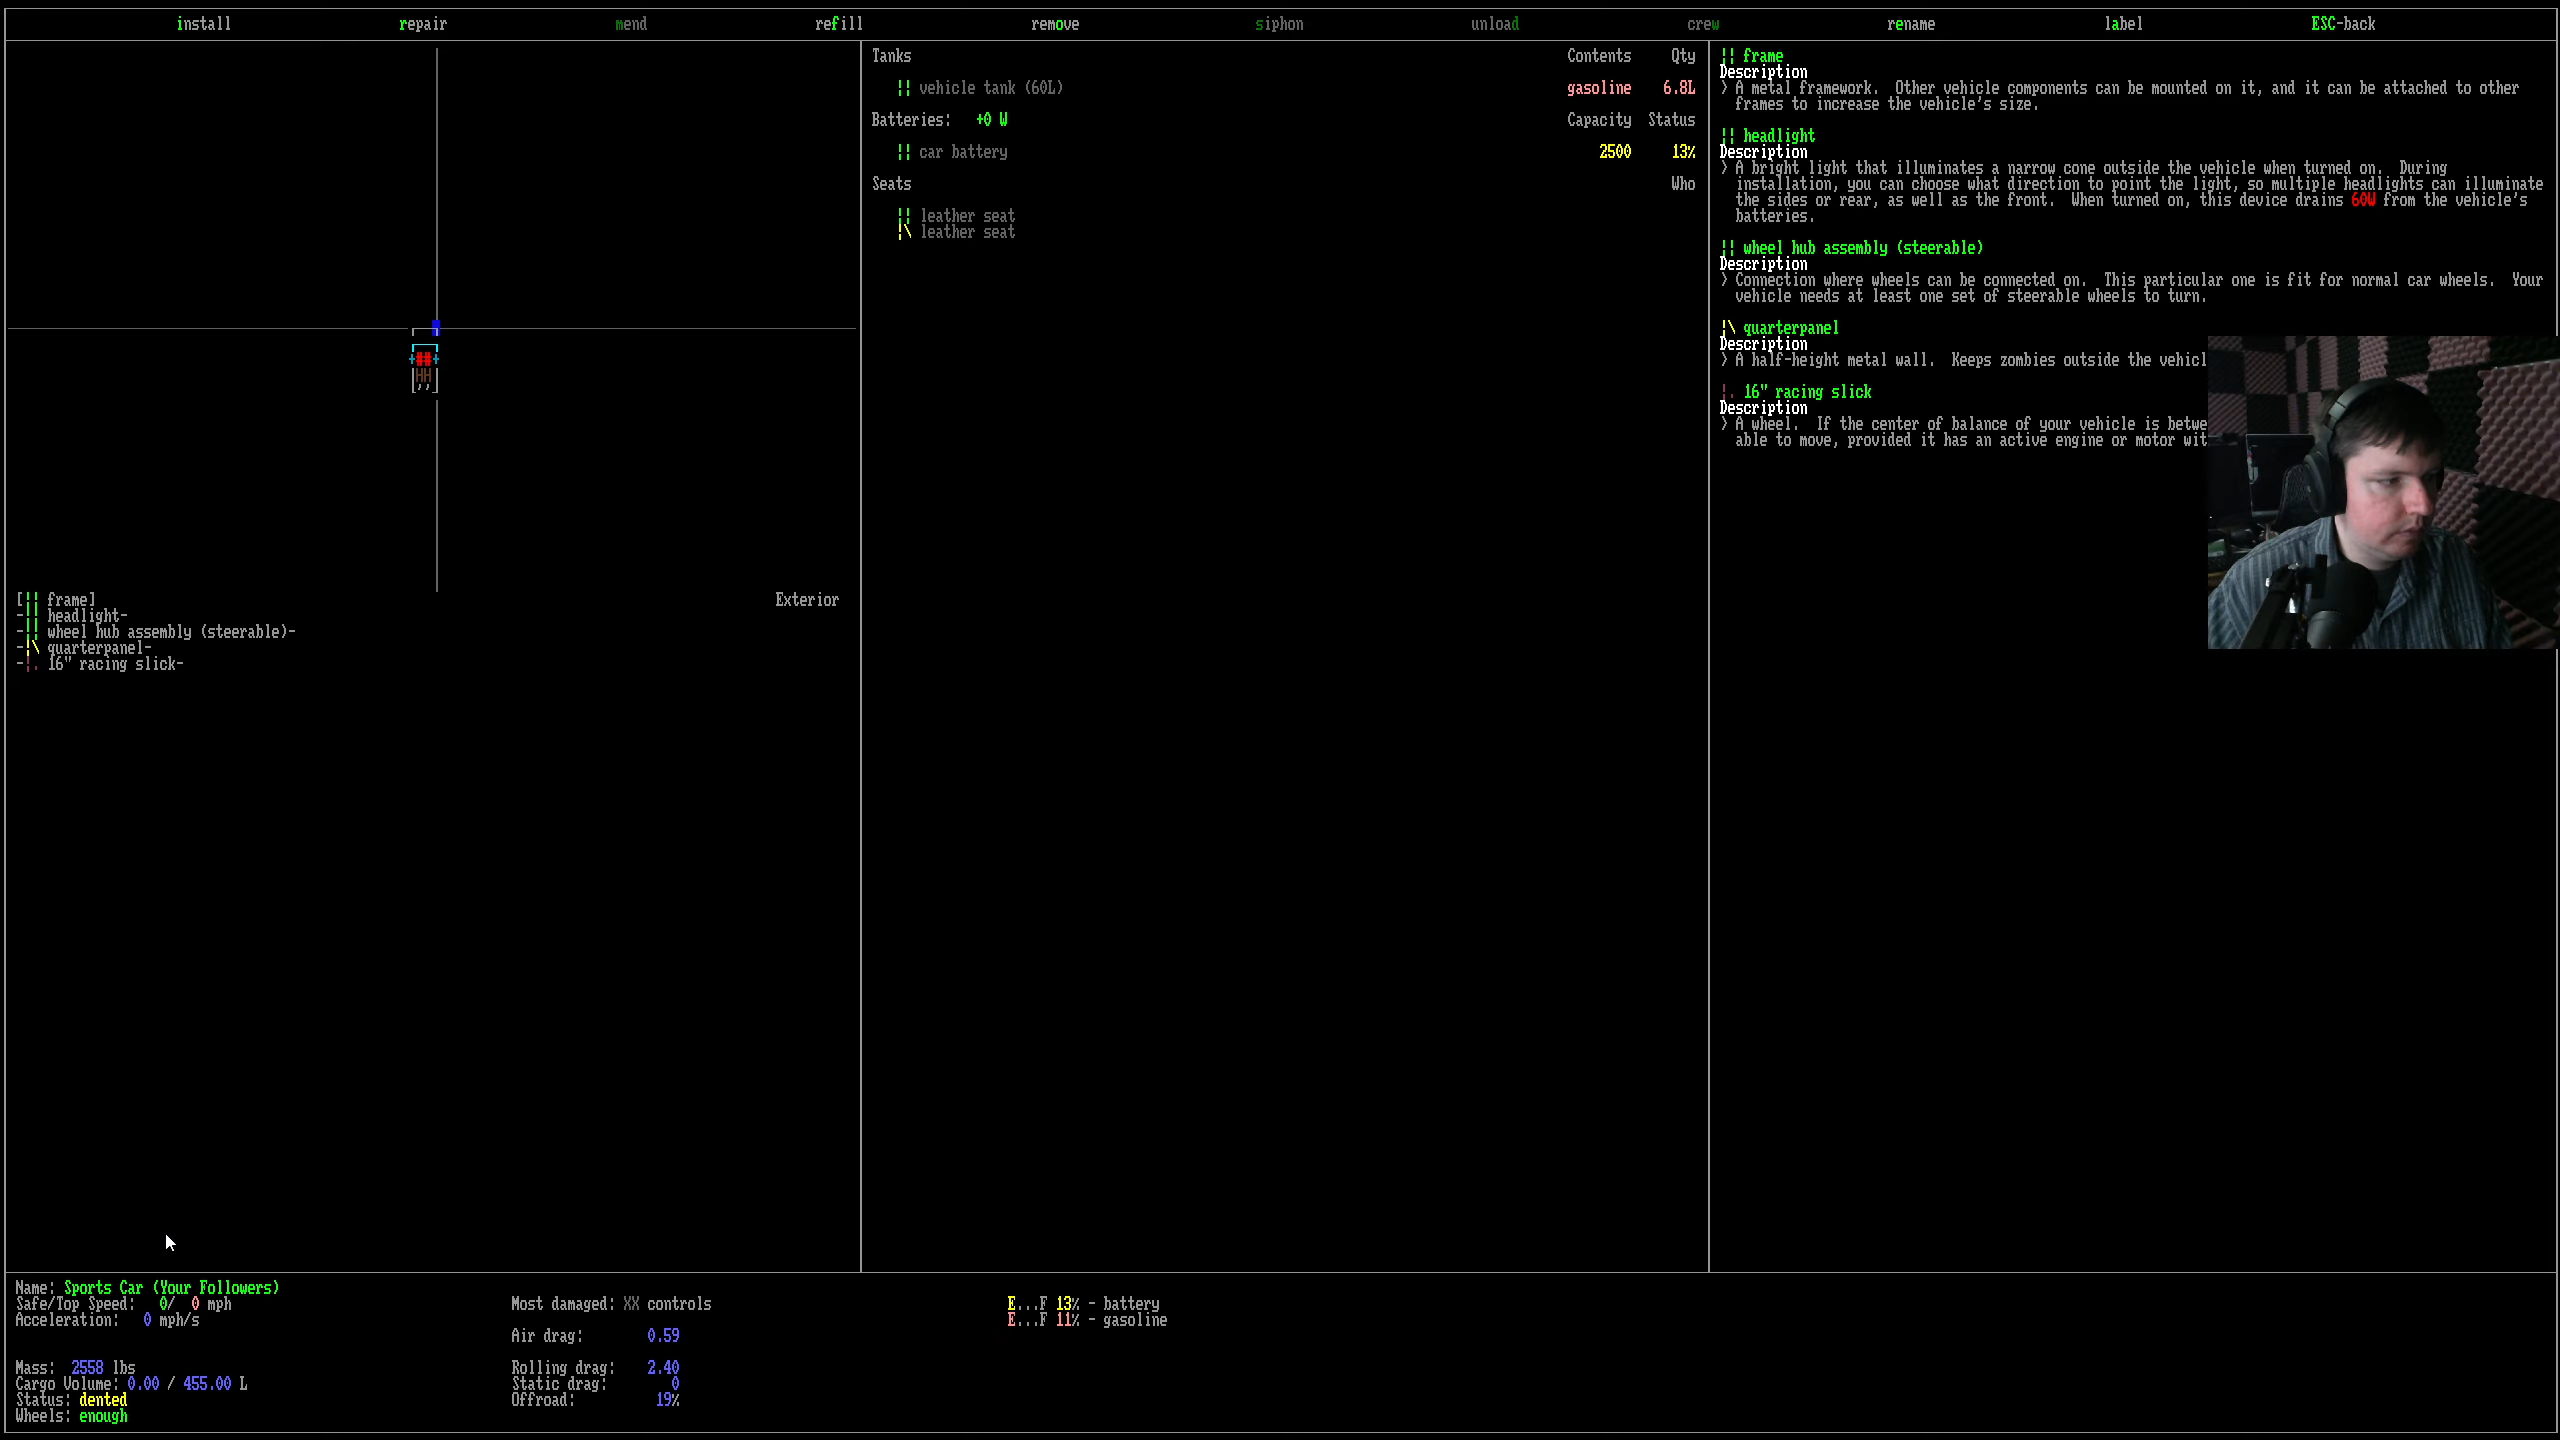 install repair mend refill remove siphon unload crew rename label ESC-back
[|| frame] Exterior
-|| headlight-
-|| wheel hub assembly (steerable)-
-|\ quarterpanel-
-¦. 16" racing slick-
Tanks Contents Qty
|| vehicle tank (60L) gasoline 6.8L
Batteries: +0 W Capacity Status
|| car battery 2500 13%
Seats Who
|| leather seat
|\ leather seat
|| frame
Description
> A metal framework. Other vehicle components can be mounted on it, and it can be attached to other
frames to increase the vehicle's size.
|| headlight
Description
> A bright light that illuminates a narrow cone outside the vehicle when turned on. During
installation, you can choose what direction to point the light, so multiple headlights can illuminate
the sides or rear, as well as the front. When turned on, this device drains 60W from the vehicle's
batteries.
|| wheel hub assembly (steerable)
Description
> Connection where wheels can be connected on. This particular one is fit for normal car wheels. Your
vehicle needs at least one set of steerable wheels to turn.
|\ quarterpanel
Description
> A half-height metal wall. Keeps zombies outside the vehicl
¦. 16" racing slick
Description
> A wheel. If the center of balance of your vehicle is betwe
able to move, provided it has an active engine or motor wit
Name: Sports Car (Your Followers)
Safe/Top Speed: 0/ 0 mph
Acceleration: 0 mph/s
Mass: 2558 lbs
Cargo Volume: 0.00 / 455.00 L
Status: dented
Wheels: enough
Most damaged: XX controls
Air drag: 0.59
Rolling drag: 2.40
Static drag: 0
Offroad: 19%
E...F 13% - battery
E...F 11% - gasoline